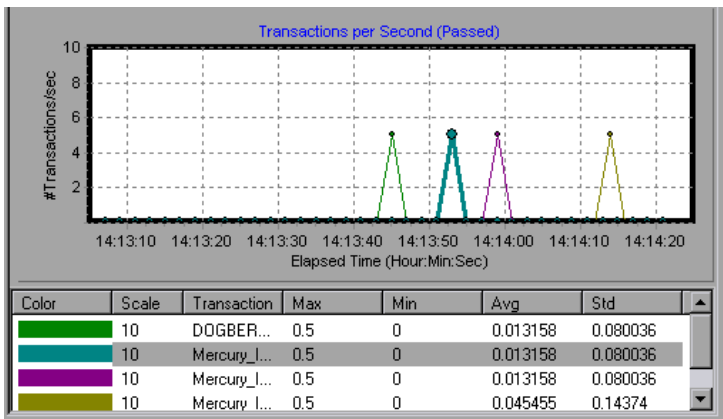 Transactions per Second (Passed)
10
8
6
4
2
#Transactions/sec
14:13:10 14:13:20 14:13:30 14:13:40 14:13:50 14:14:00 14:14:10 14:14:20
Elapsed Time (Hour:Min:Sec)
Color Scale Transaction Max Min Avg Std
10 DOGBER... 0.5 0 0.013158 0.080036
10 Mercury_I... 0.5 0 0.013158 0.080036
10 Mercury_I... 0.5 0 0.013158 0.080036
10 Mercury_I... 0.5 0 0.045455 0.14374